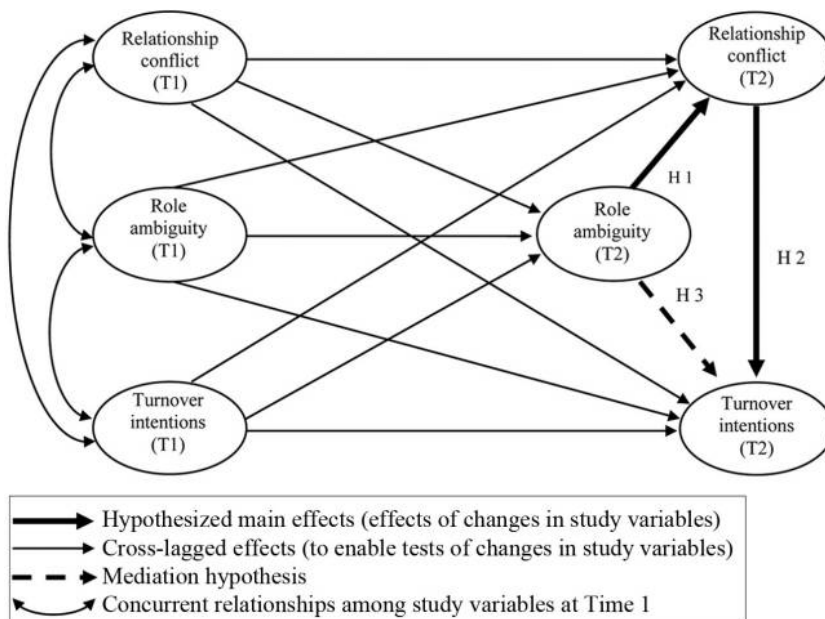 Relationship
conflict
(T1)
Relationship
conflict
(T2)
H 1
Role
ambiguity
(T1)
Role
ambiguity
(T2)
H 2
H 3
Turnover
intentions
(T1)
Turnover
intentions
(T2)
Hypothesized main effects (effects of changes in study variables)
Cross-lagged effects (to enable tests of changes in study variables)
Mediation hypothesis
Concurrent relationships among study variables at Time 1